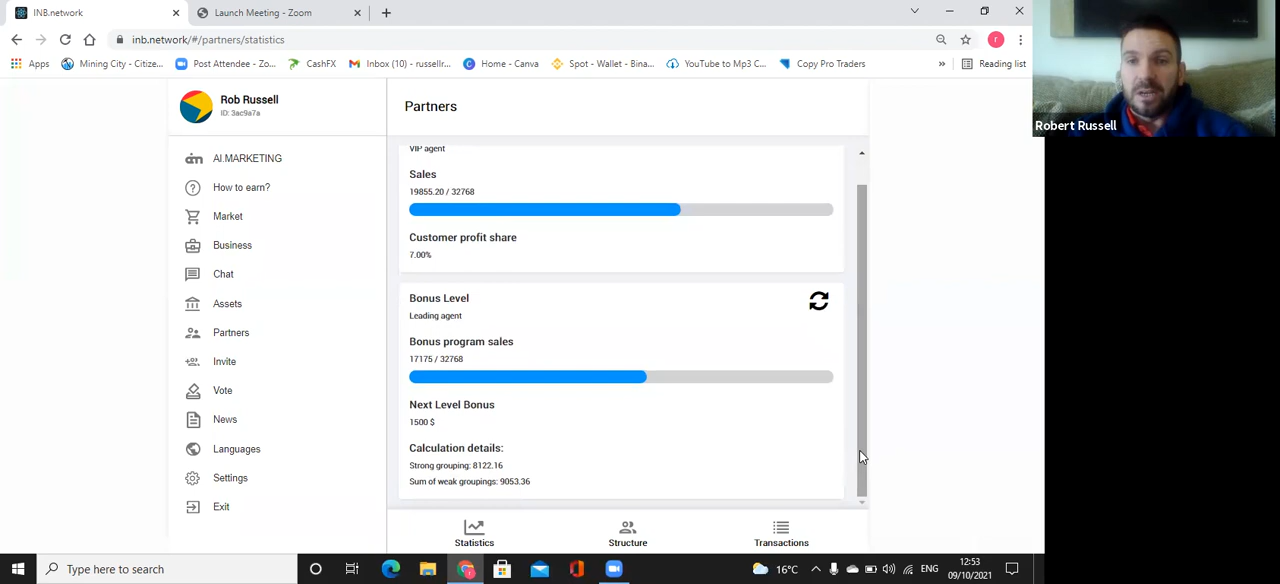 INB.network
Launch Meeting - Zoom
inb.network/#/partners/statistics
r
Apps
Mining City - Citize...
Post Attendee - Zo...
CashFX
Inbox (10) - russellr...
Home - Canva
Spot - Wallet - Bina...
YouTube to Mp3 C...
Copy Pro Traders
»
Reading list
Rob Russell
ID: 3ac9a7a
AI.MARKETING
How to earn?
Market
Business
Chat
Assets
Partners
Invite
Vote
News
Languages
Settings
Exit
Partners
VIP agent
Sales
19855.20 / 32768
Customer profit share
7.00%
Bonus Level
Leading agent
Bonus program sales
17175 / 32768
Next Level Bonus
1500 $
Calculation details:
Strong grouping: 8122.16
Sum of weak groupings: 9053.36
Statistics
Structure
Transactions
Robert Russell
Type here to search
16°C
ENG
12:53
09/10/2021